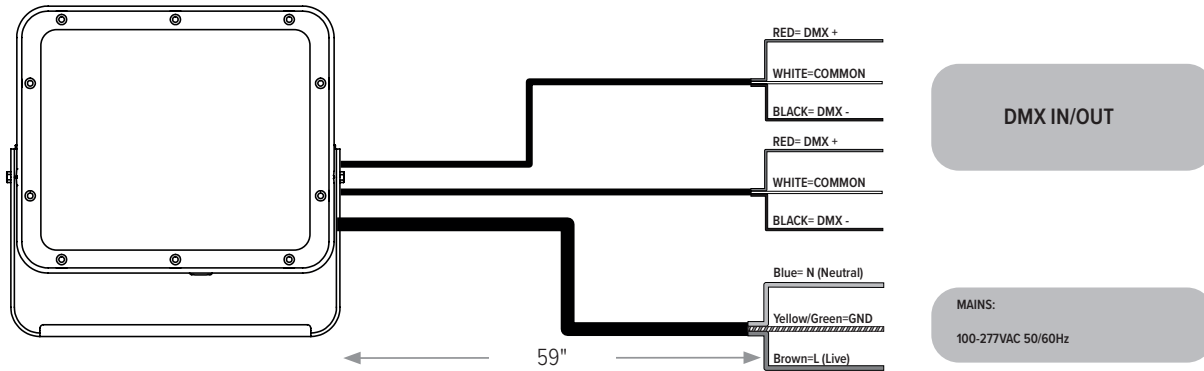 RED= DMX +
WHITE=COMMON
BLACK= DMX -
DMX IN/OUT
RED= DMX +
WHITE=COMMON
BLACK= DMX -
Blue= N (Neutral)
Yellow/Green=GND
Brown=L (Live)
MAINS:
100-277VAC 50/60Hz
59"